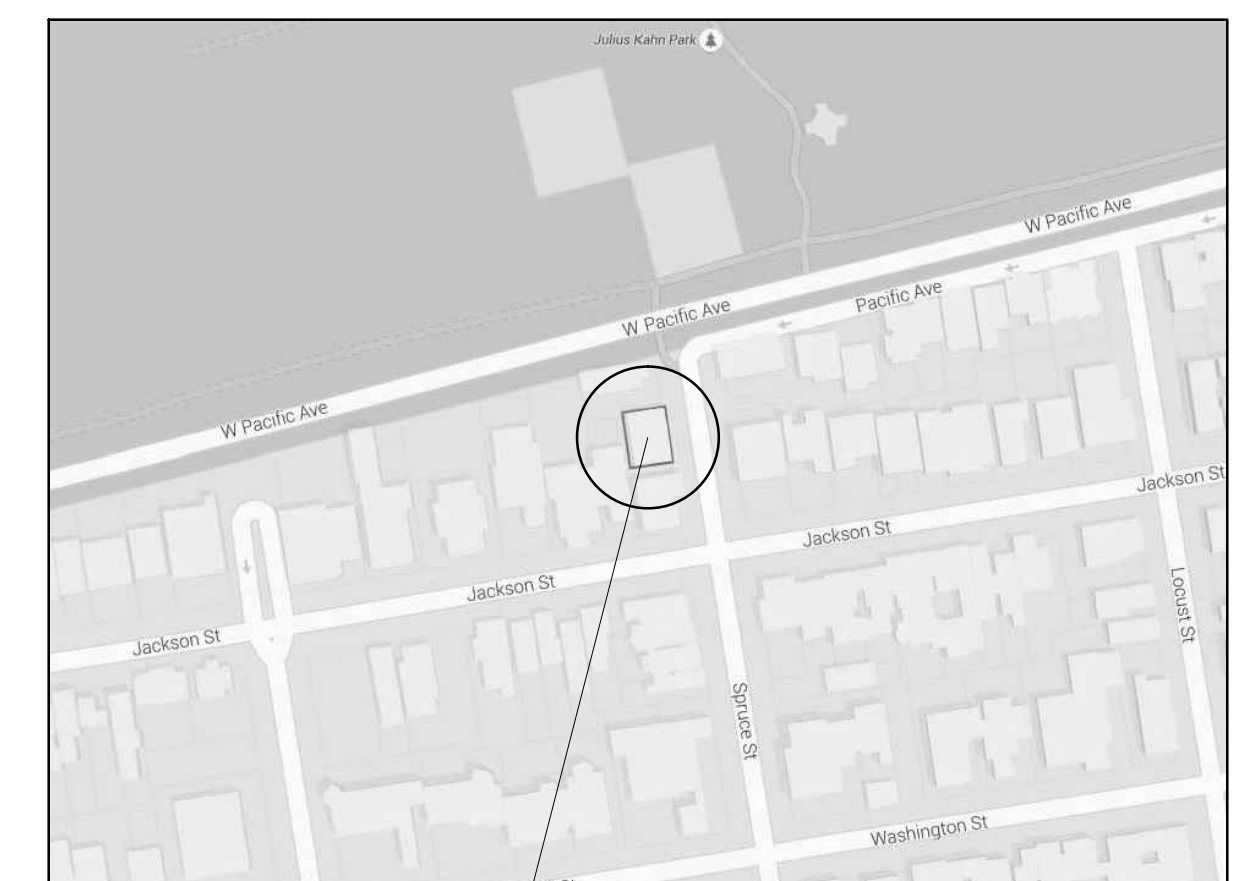 Julius Kahn Park
W Pacific Ave
Pacific Ave
W Pacific Ave
W Pacific Ave
Jackson St
Jackson St
Jackson St
Jackson St
Locust St
Spruce St
Washington St